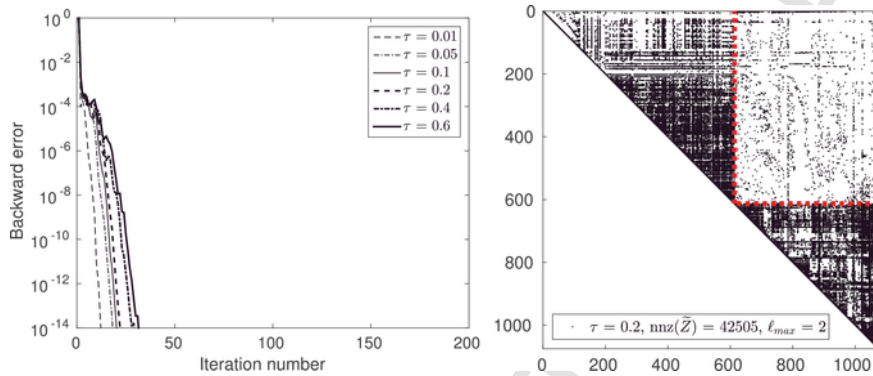 10^0
10^{-2}
10^{-4}
10^{-6}
10^{-8}
10^{-10}
10^{-12}
10^{-14}
Backward error
0 50 100 150 200
Iteration number
τ = 0.01
τ = 0.05
τ = 0.1
τ = 0.2
τ = 0.4
τ = 0.6
0
200
400
600
800
1000
0 200 400 600 800 1000
τ = 0.2, nnz(Z̃) = 42505, ℓ_{max} = 2